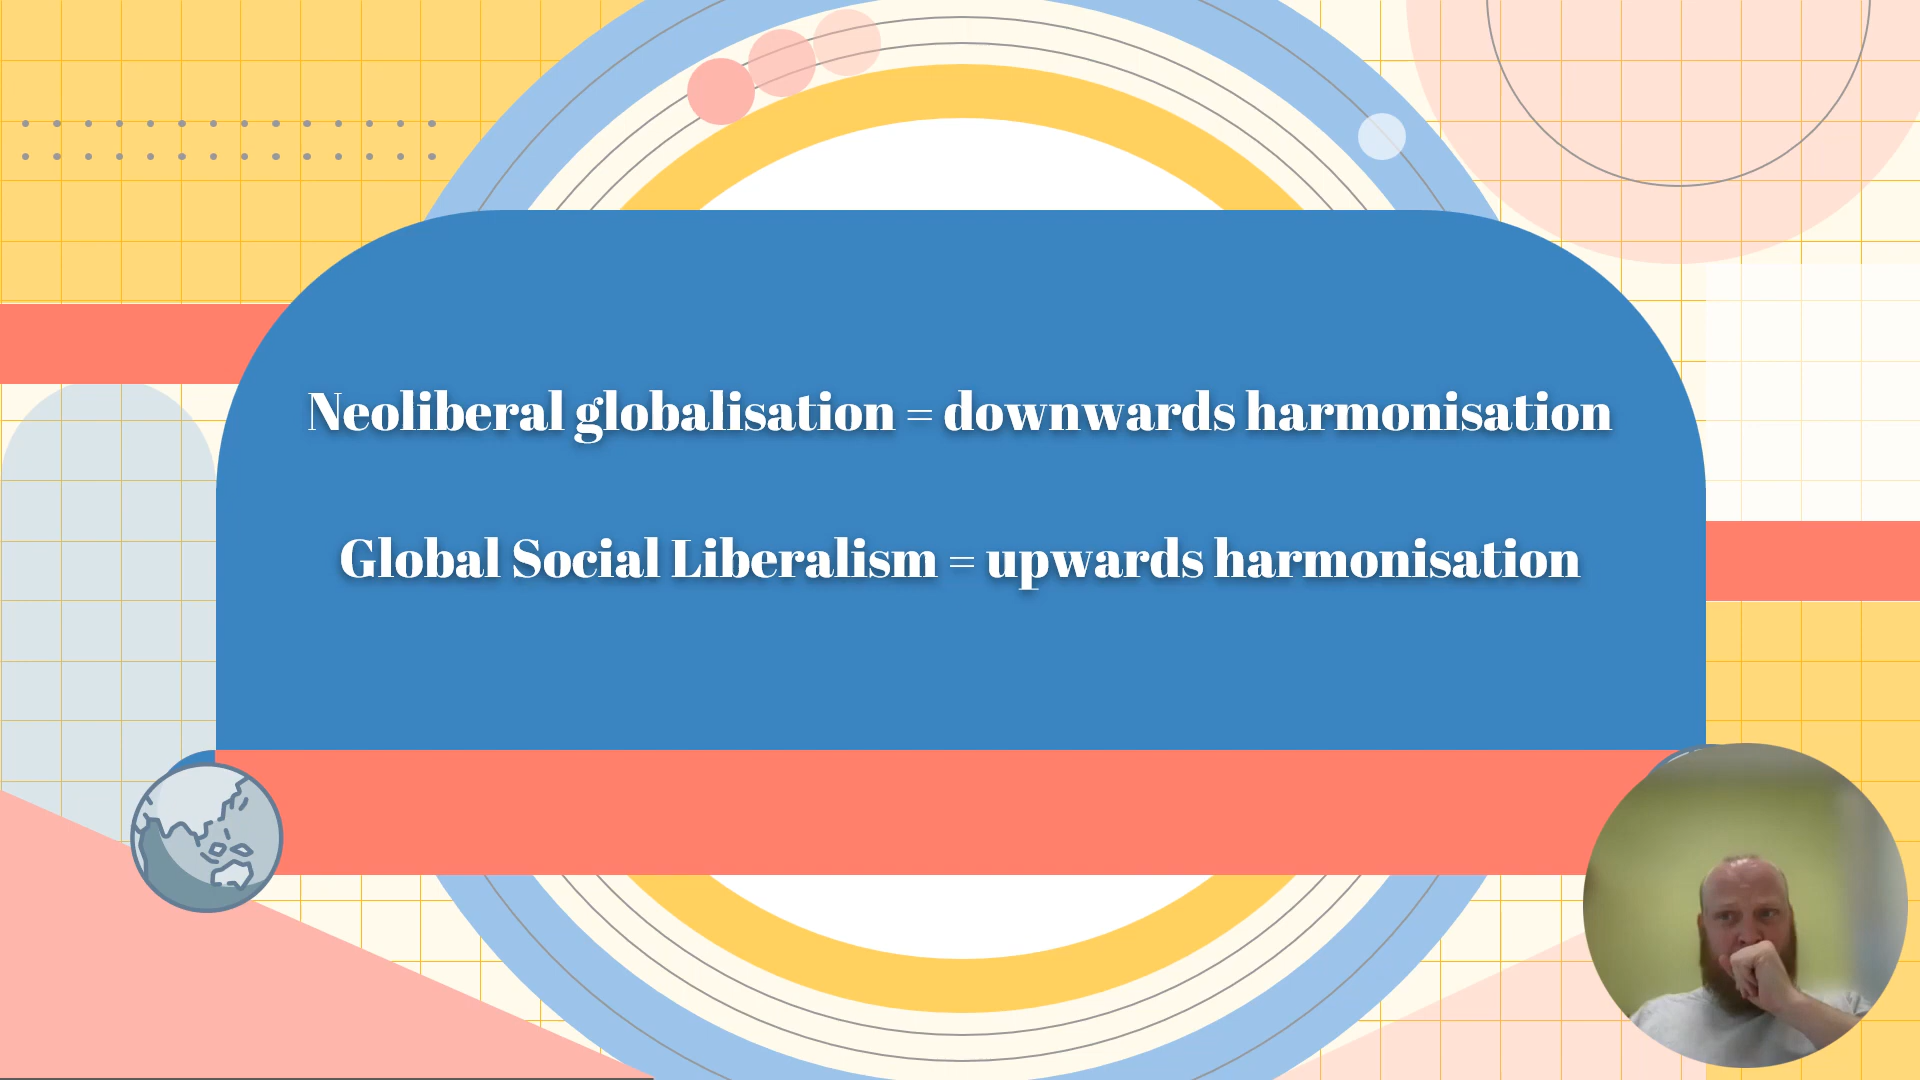 Neoliberal globalisation = downwards harmonisation
Global Social Liberalism = upwards harmonisation